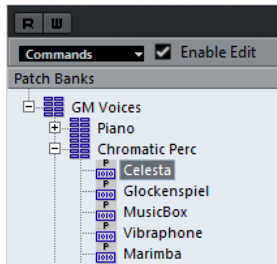 R W
Commands Enable Edit
Patch Banks
GM Voices
Piano
Chromatic Perc
P Celesta
P Glockenspiel
P MusicBox
P Vibraphone
P Marimba